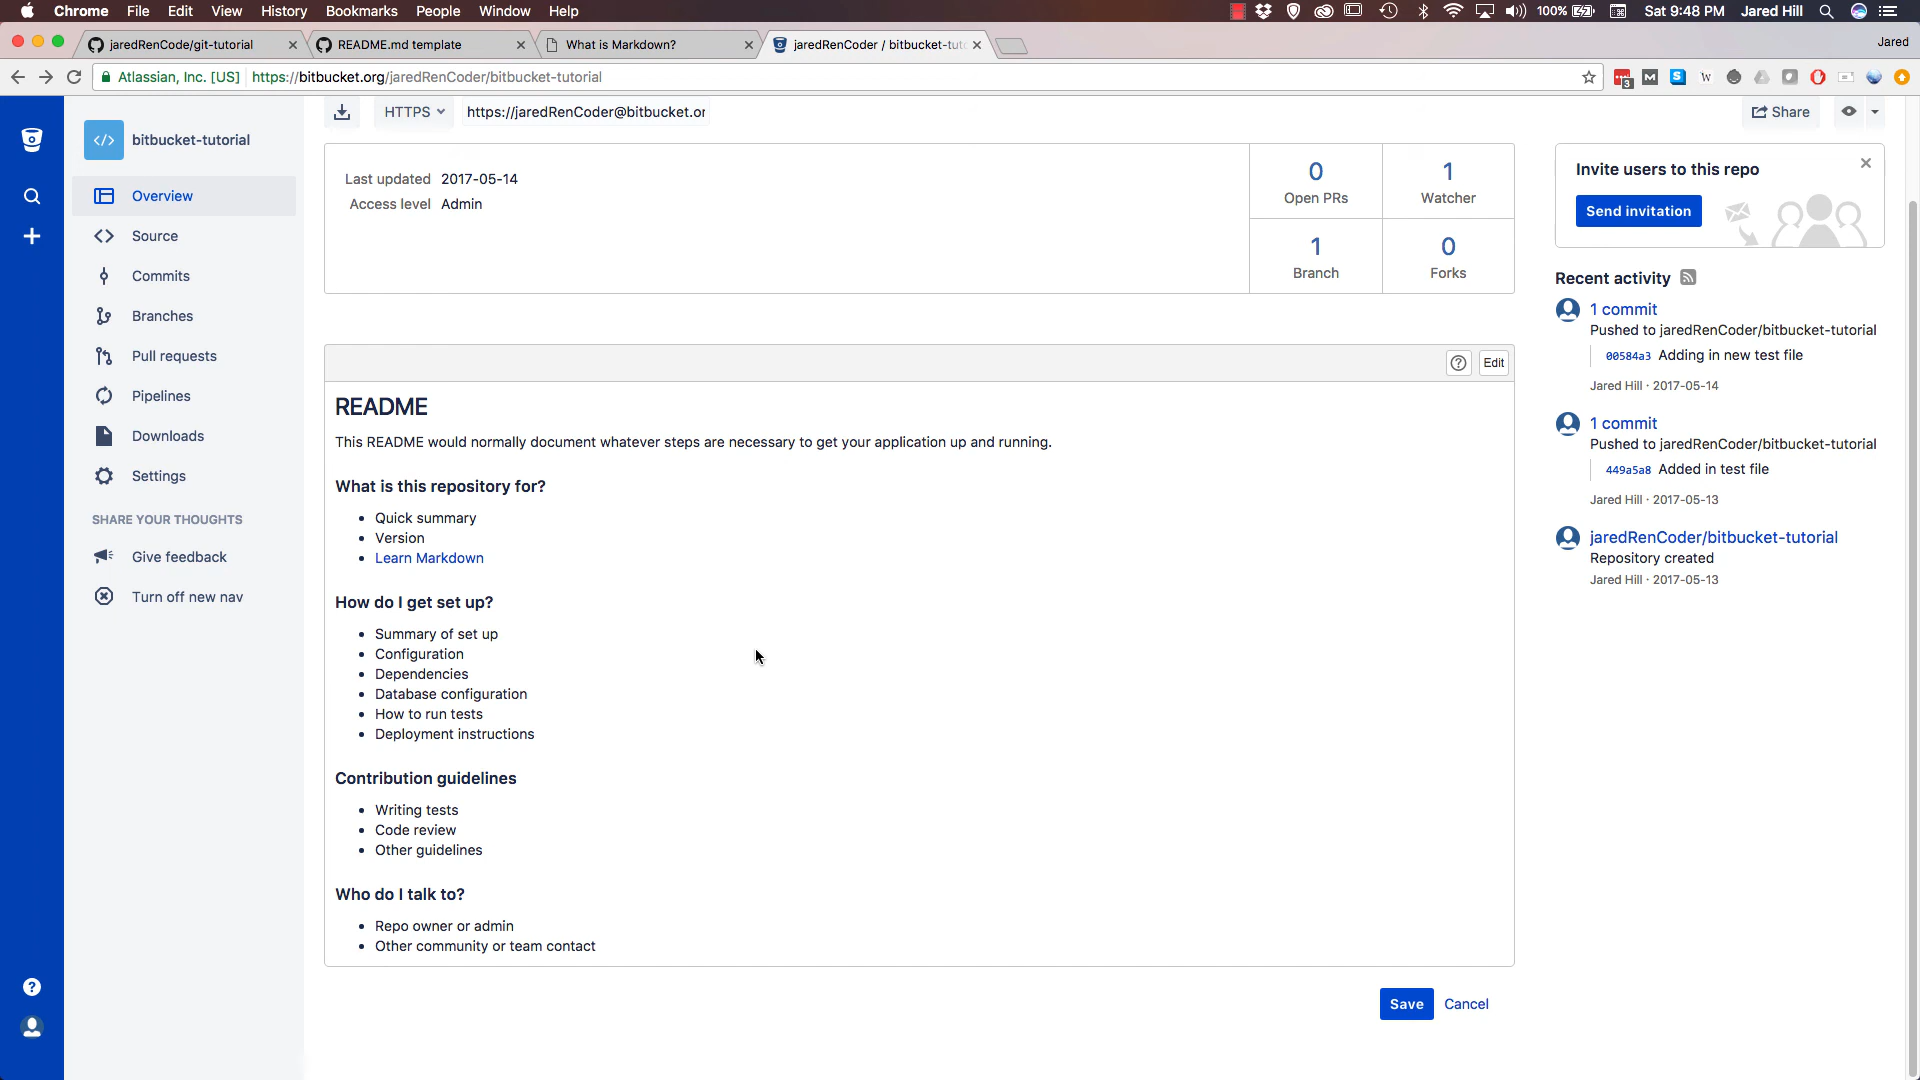 Chrome File Edit View History Bookmarks People Window Help 100% Sat 9:48 PM Jared Hill
jaredRenCode/git-tutorial README.md template What is Markdown? jaredRenCoder / bitbucket-tuto Jared
Atlassian, Inc. [US] https://bitbucket.org/jaredRenCoder/bitbucket-tutorial
HTTPS https://jaredRenCoder@bitbucket.or Share
bitbucket-tutorial
Overview
Source
Commits
Branches
Pull requests
Pipelines
Downloads
Settings
SHARE YOUR THOUGHTS
Give feedback
Turn off new nav
Last updated 2017-05-14
Access level Admin
0
Open PRs
1
Watcher
1
Branch
0
Forks
Edit
README
This README would normally document whatever steps are necessary to get your application up and running.
What is this repository for?
• Quick summary
• Version
• Learn Markdown
How do I get set up?
• Summary of set up
• Configuration
• Dependencies
• Database configuration
• How to run tests
• Deployment instructions
Contribution guidelines
• Writing tests
• Code review
• Other guidelines
Who do I talk to?
• Repo owner or admin
• Other community or team contact
Save Cancel
Invite users to this repo
Send invitation
Recent activity
1 commit
Pushed to jaredRenCoder/bitbucket-tutorial
00584a3 Adding in new test file
Jared Hill · 2017-05-14
1 commit
Pushed to jaredRenCoder/bitbucket-tutorial
449a5a8 Added in test file
Jared Hill · 2017-05-13
jaredRenCoder/bitbucket-tutorial
Repository created
Jared Hill · 2017-05-13